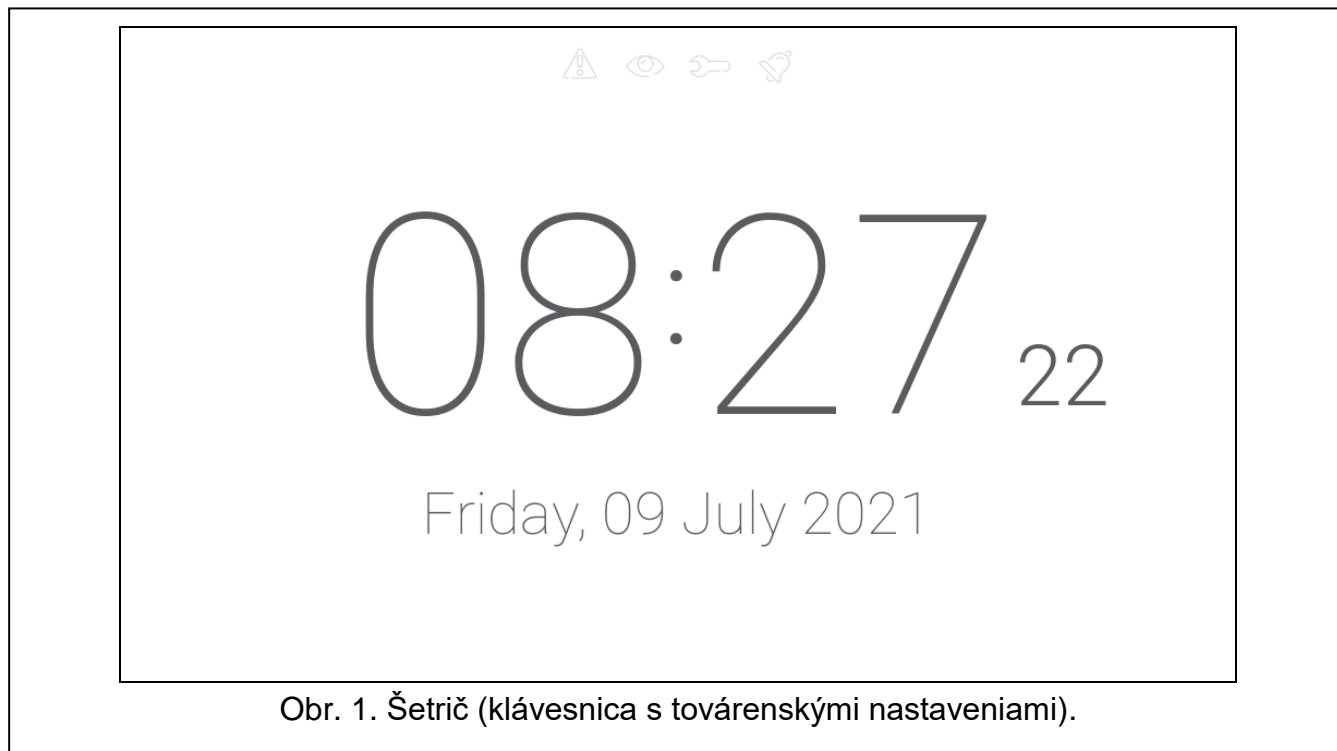 08:27 22
Friday, 09 July 2021
Obr. 1. Šetrič (klávesnica s továrenskými nastaveniami).